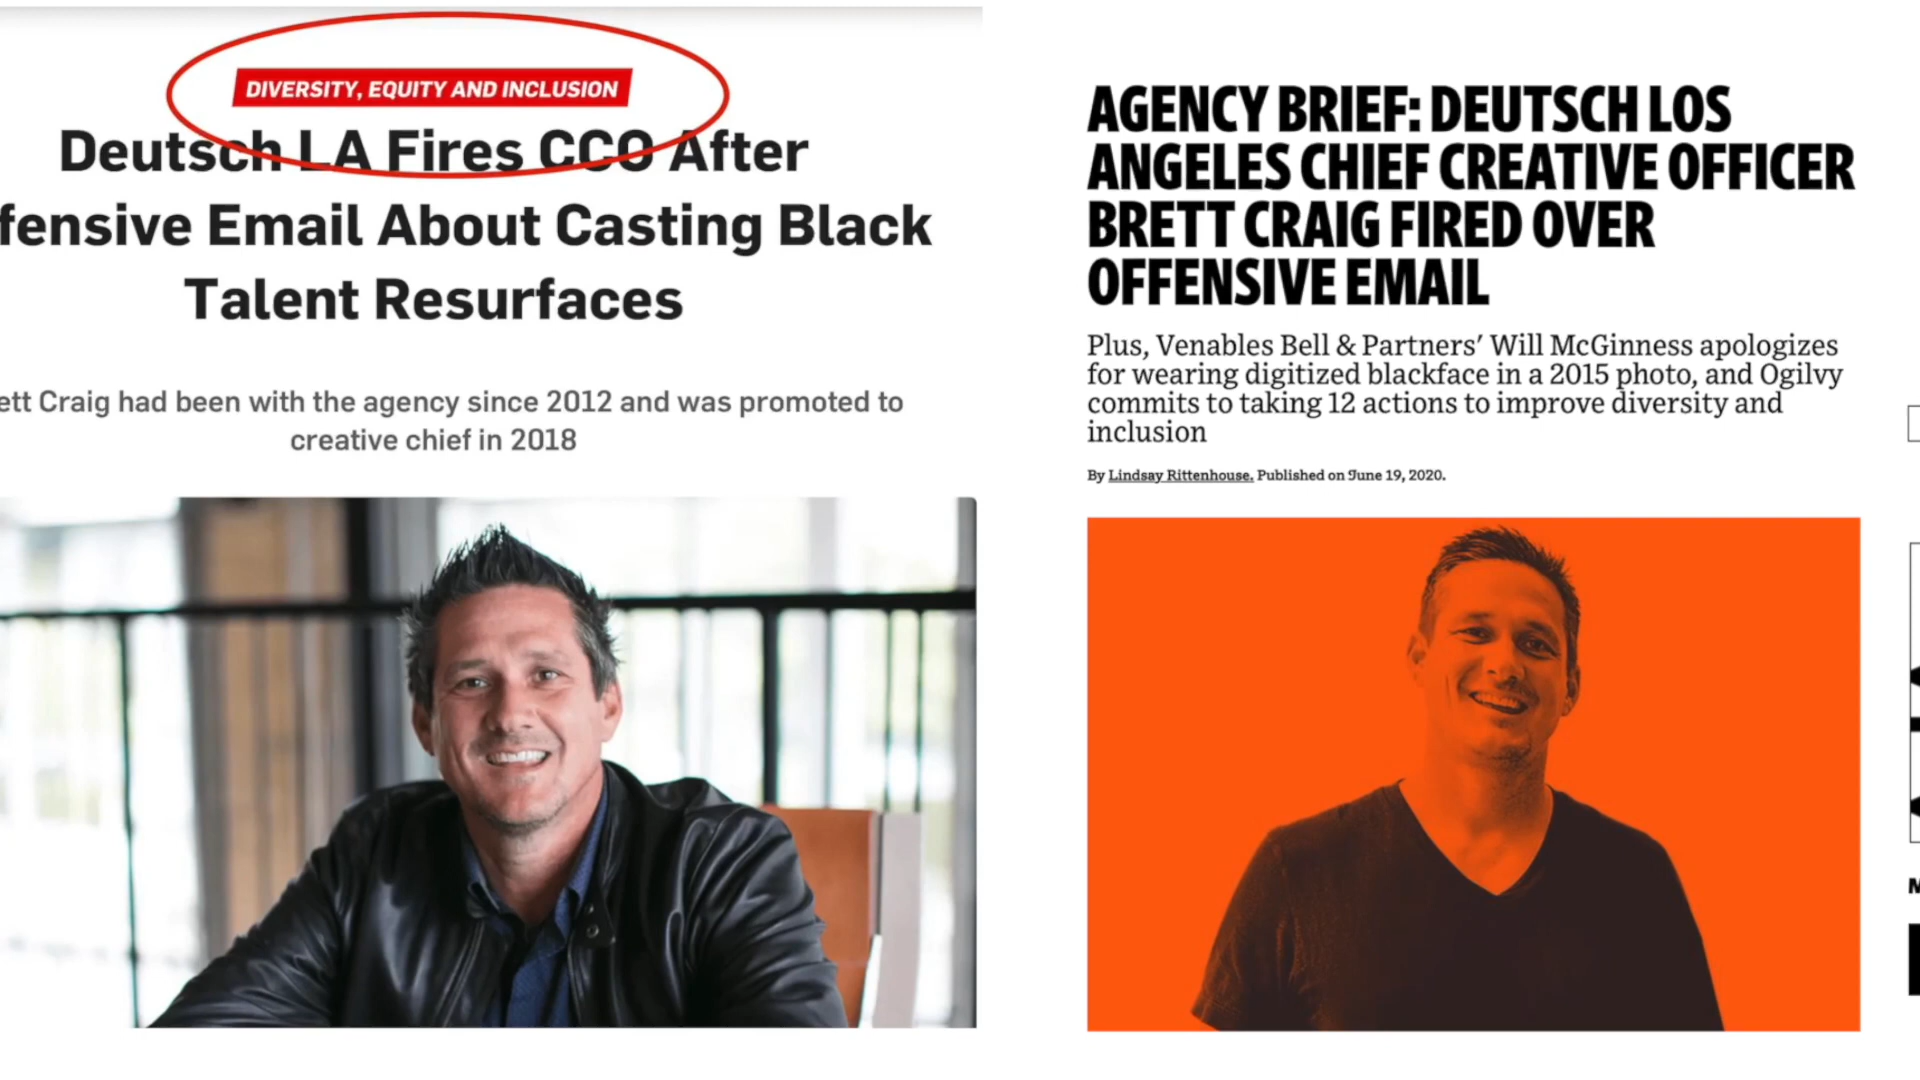 DIVERSITY, EQUITY AND INCLUSION
Deutsch LA Fires CCO After
fensive Email About Casting Black
Talent Resurfaces
ett Craig had been with the agency since 2012 and was promoted to
creative chief in 2018
AGENCY BRIEF: DEUTSCH LOS
ANGELES CHIEF CREATIVE OFFICER
BRETT CRAIG FIRED OVER
OFFENSIVE EMAIL
Plus, Venables Bell & Partners' Will McGinness apologizes
for wearing digitized blackface in a 2015 photo, and Ogilvy
commits to taking 12 actions to improve diversity and
inclusion
By Lindsay Rittenhouse. Published on June 19, 2020.